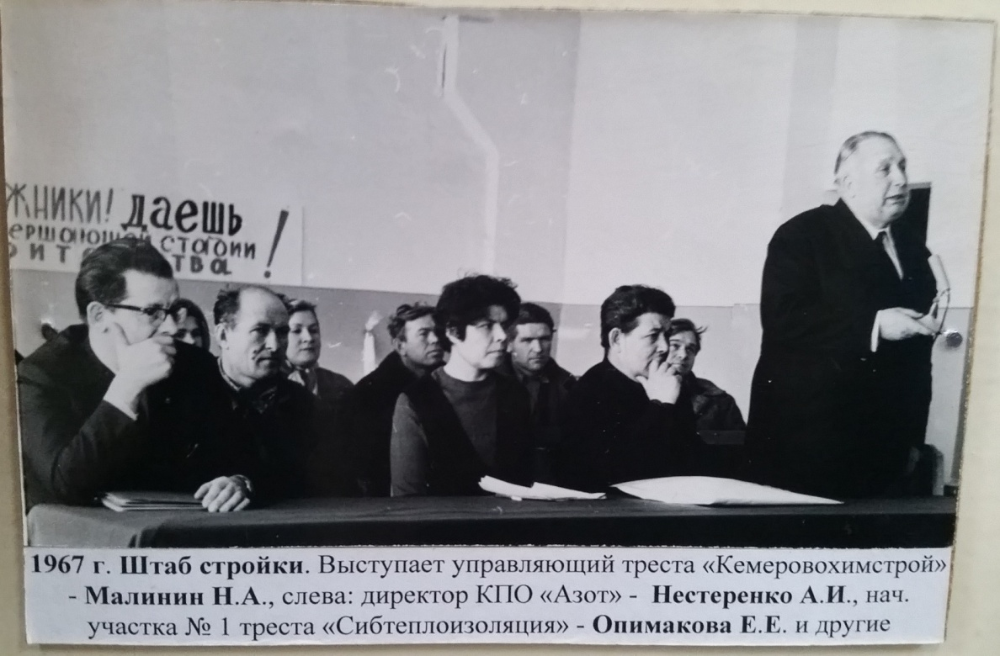 ЖНИКИ! даешь
ершающей стадии !
тва
1967 г. Штаб стройки. Выступает управляющий треста «Кемеровохимстрой»
- Малинин Н.А., слева: директор КПО «Азот» - Нестеренко А.И., нач.
участка № 1 треста «Сибтеплоизоляция» - Опимакова Е.Е. и другие